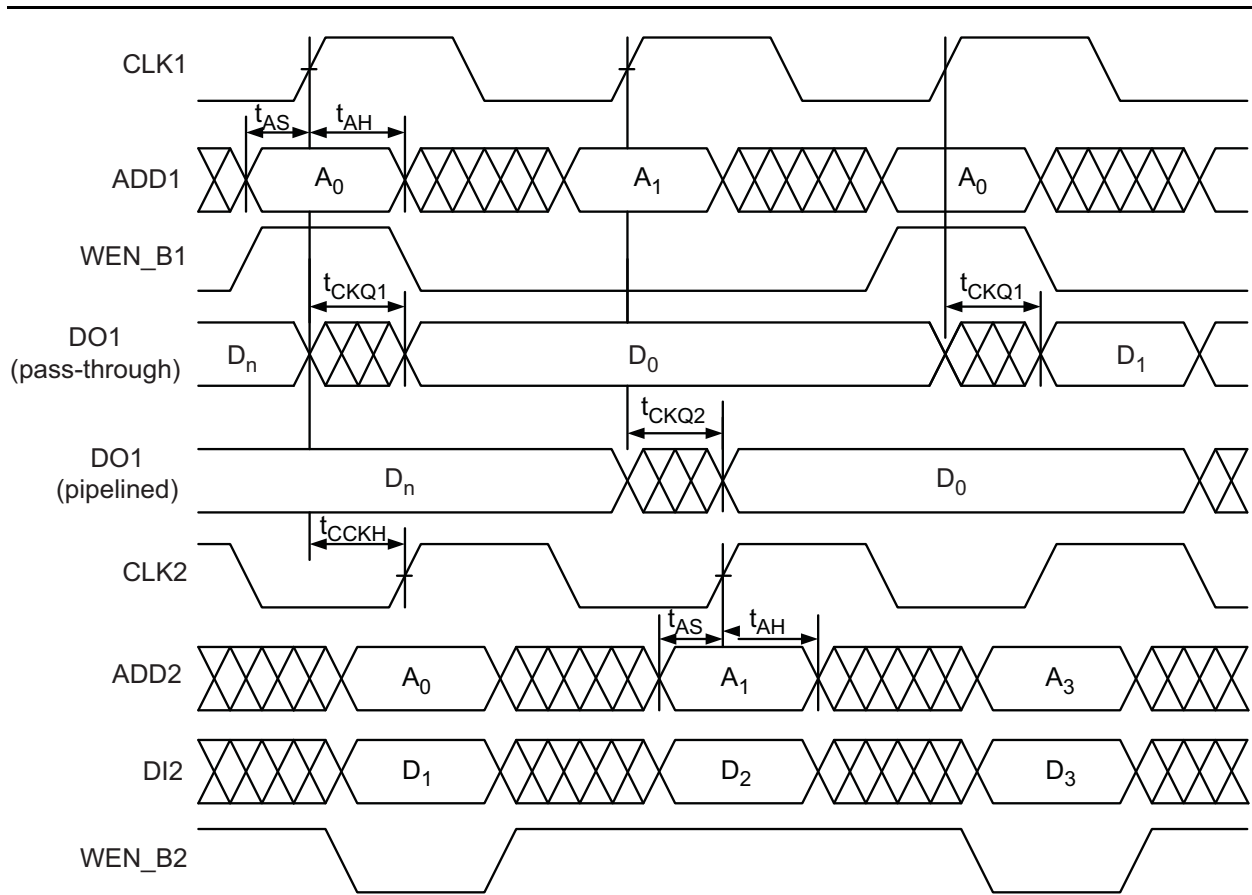 CLK1
tAS tAH
ADD1 A0 A1 A0
WEN_B1
tCKQ1 tCKQ1
DO1
(pass-through) Dn D0 D1
tCKQ2
DO1
(pipelined) Dn D0
tCCKH
CLK2
tAS tAH
ADD2 A0 A1 A3
DI2 D1 D2 D3
WEN_B2